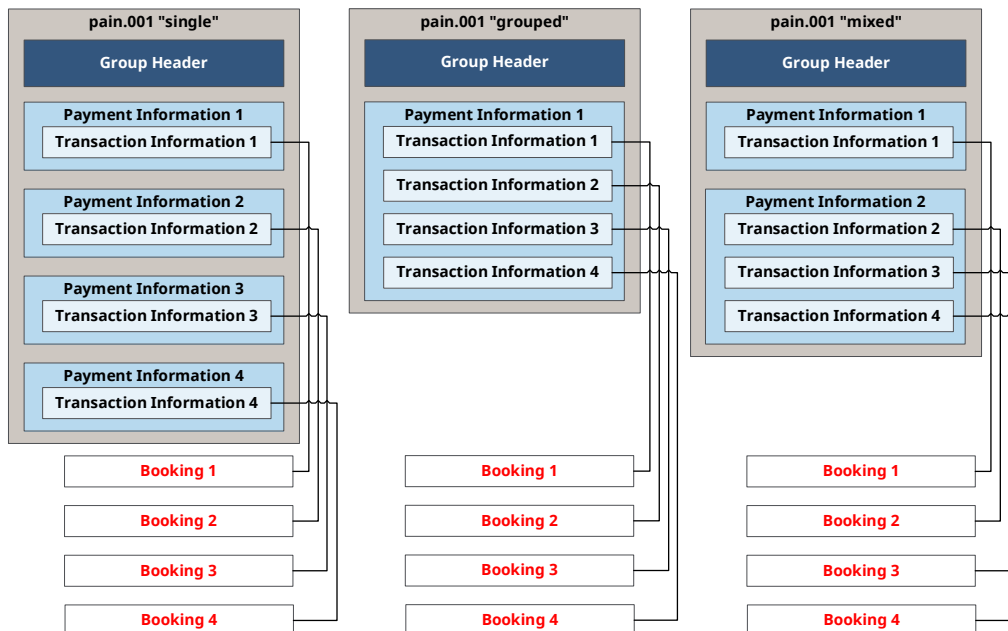 pain.001 "single"
Group Header
Payment Information 1
Transaction Information 1
Payment Information 2
Transaction Information 2
Payment Information 3
Transaction Information 3
Payment Information 4
Transaction Information 4
Booking 1
Booking 2
Booking 3
Booking 4
pain.001 "grouped"
Group Header
Payment Information 1
Transaction Information 1
Transaction Information 2
Transaction Information 3
Transaction Information 4
Booking 1
Booking 2
Booking 3
Booking 4
pain.001 "mixed"
Group Header
Payment Information 1
Transaction Information 1
Payment Information 2
Transaction Information 2
Transaction Information 3
Transaction Information 4
Booking 1
Booking 2
Booking 3
Booking 4